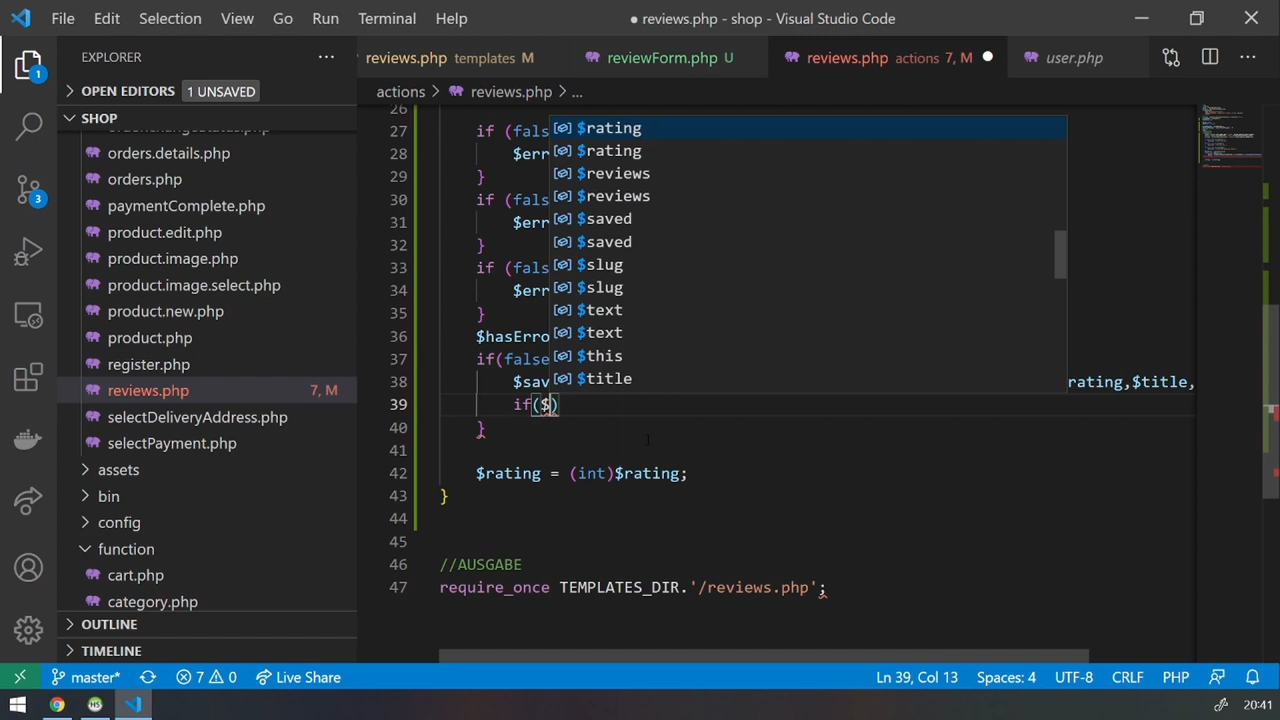 File Edit Selection View Go Run Terminal Help
● reviews.php - shop - Visual Studio Code
EXPLORER
reviews.php templates M
reviewForm.php U
reviews.php actions 7, M
user.php
OPEN EDITORS 1 UNSAVED
actions > reviews.php > ...
SHOP
orders.details.php
orders.php
paymentComplete.php
product.edit.php
product.image.php
product.image.select.php
product.new.php
product.php
register.php
reviews.php 7, M
selectDeliveryAddress.php
selectPayment.php
assets
bin
config
function
cart.php
category.php
OUTLINE
TIMELINE
26
27 if (fals
28 $err
29 }
30 if (fals
31 $err
32 }
33 if (fals
34 $err
35 }
36 $hasErro
37 if(false
38 $sav rating,$title,
39 if($)
40 }
41
42 $rating = (int)$rating;
43 }
44
45
46 //AUSGABE
47 require_once TEMPLATES_DIR.'/reviews.php';
$rating
$rating
$reviews
$reviews
$saved
$saved
$slug
$slug
$text
$text
$this
$title
1
3
master* 7 0 Live Share Ln 39, Col 13 Spaces: 4 UTF-8 CRLF PHP
20:41